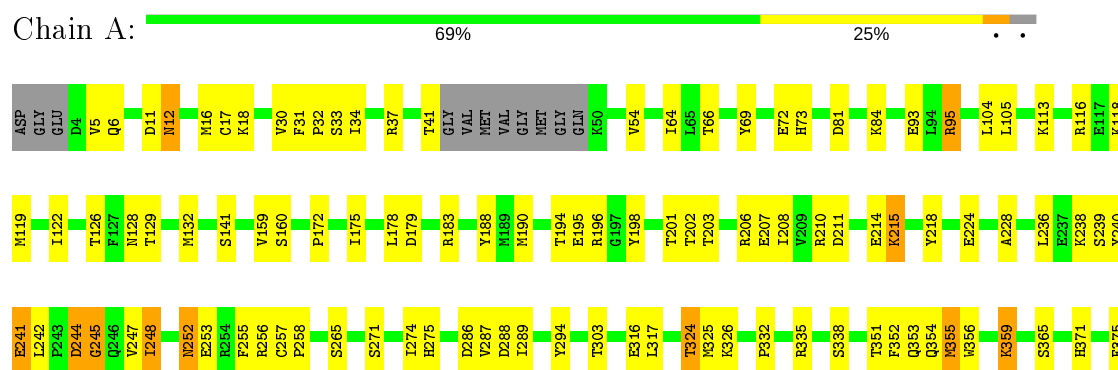 Chain A:
69% 25% • •
ASP GLY GLU D4 V5 Q6 D11 N12 M16 C17 K18 V30 F31 P32 S33 I34 R37 T41 GLY VAL MET VAL GLY MET GLY GLN K50 V54 I64 L65 T66 Y69 E72 H73 D81 K84 E93 L94 R95 L104 L105 K113 R116 E117 K118
M119 I122 T126 F127 N128 T129 M132 S141 V159 S160 P172 I175 L178 D179 R183 Y188 M189 M190 T194 E195 R196 G197 Y198 T201 T202 T203 R206 E207 I208 V209 R210 D211 E214 K215 Y218 E224 A228 L236 E237 K238 S239 Y240
E241 L242 P243 D244 G245 Q246 V247 I248 N252 E253 R254 F255 R256 C257 P258 S265 S271 I274 H275 D286 V287 D288 I289 Y294 T303 E316 L317 T324 M325 K326 P332 R335 S338 T351 F352 Q353 Q354 M355 W356 K359 S365 H371 F375